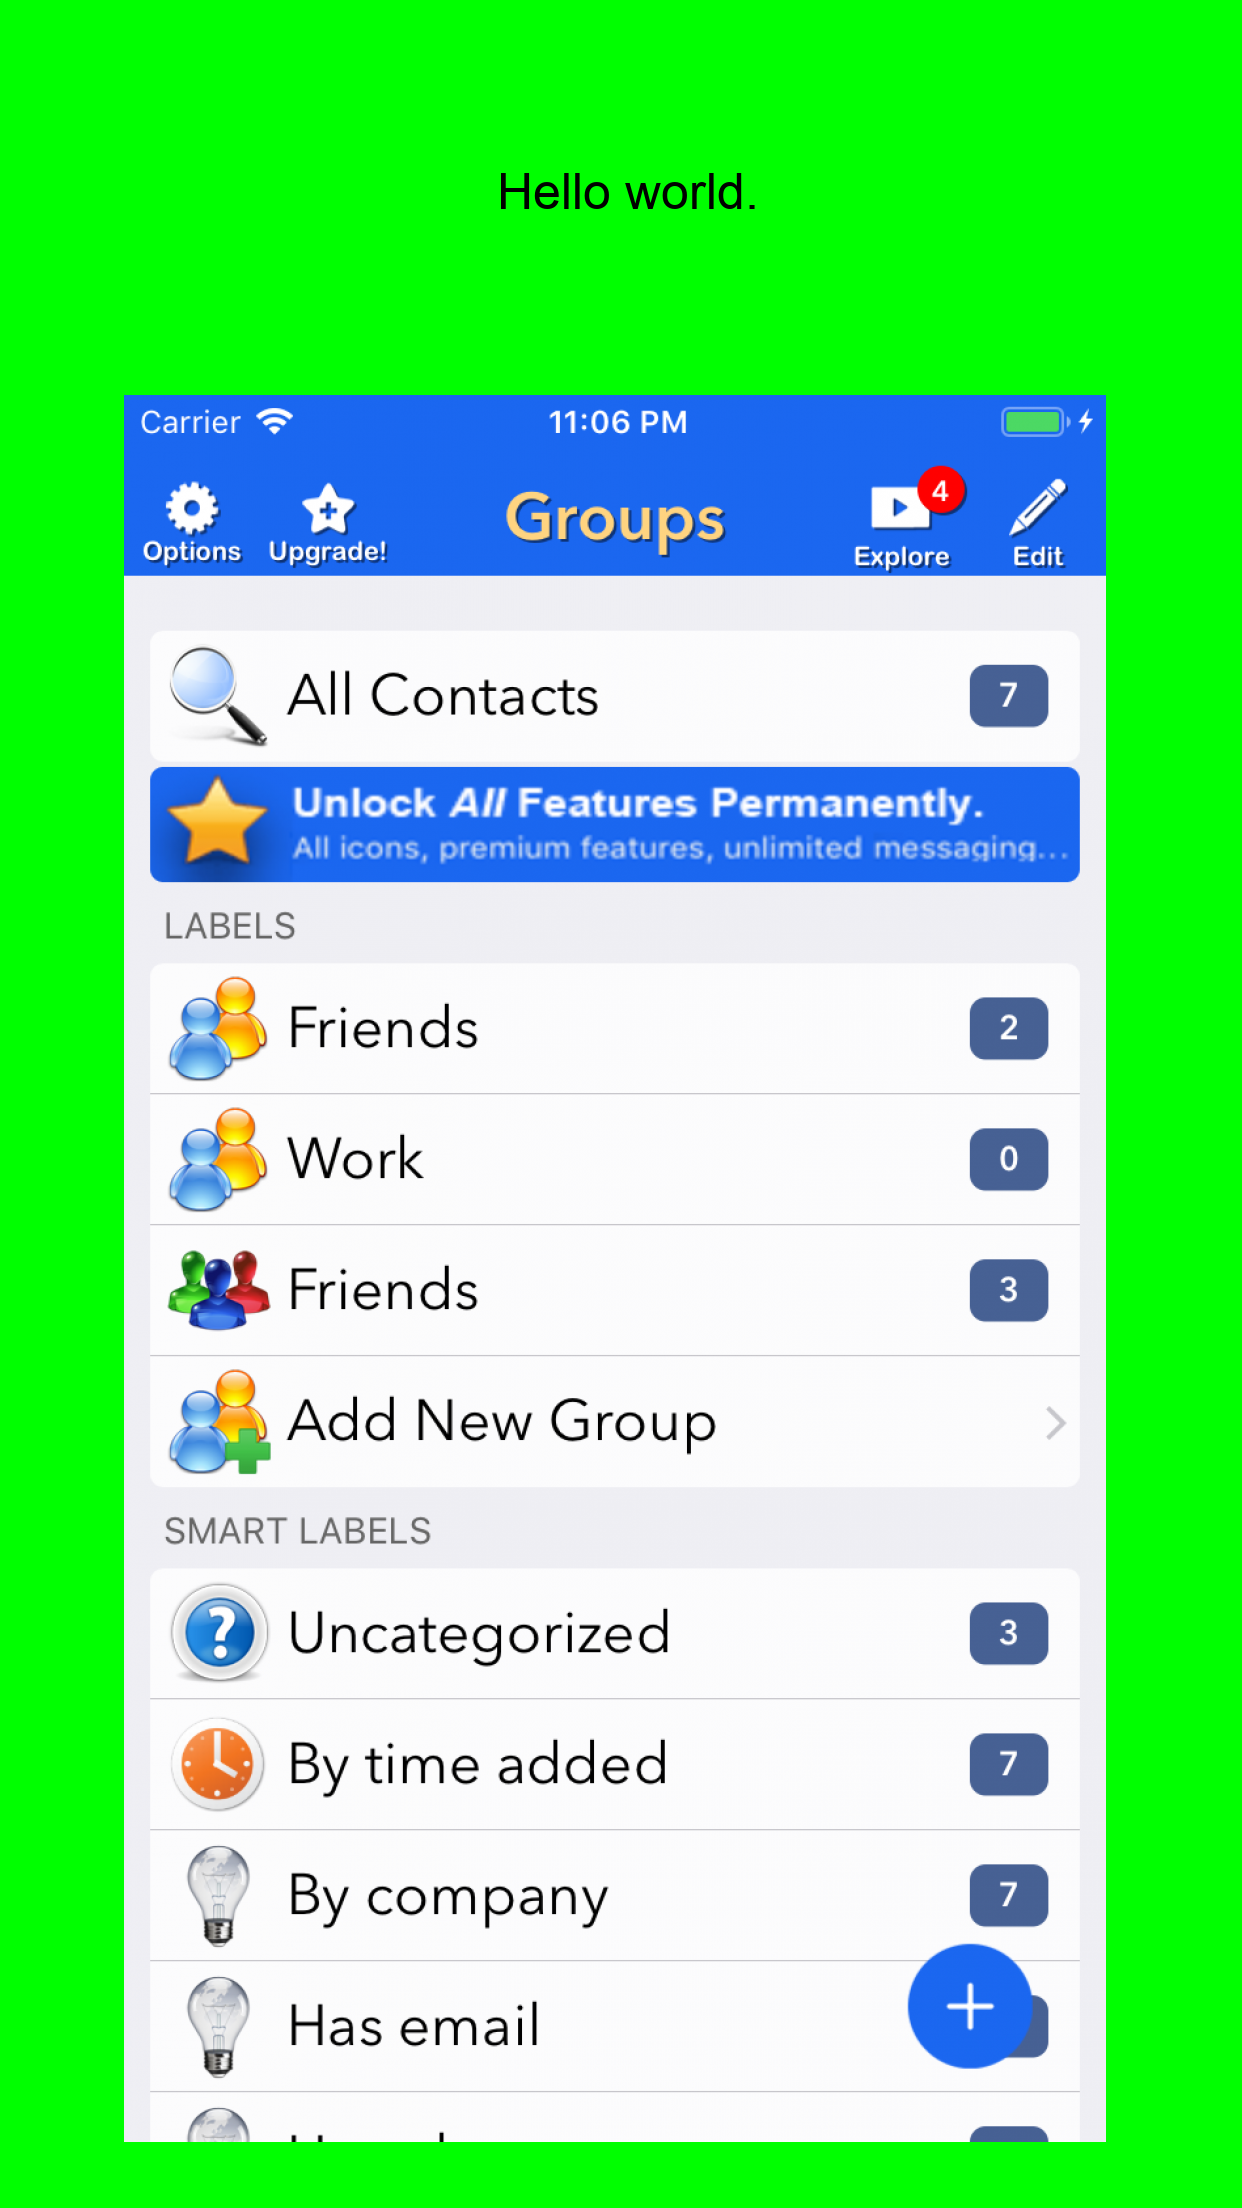 Hello world.
Carrier 11:06 PM
Options Upgrade! Groups 4 Explore Edit
All Contacts 7
Unlock All Features Permanently.
All icons, premium features, unlimited messaging...
LABELS
Friends 2
Work 0
Friends 3
Add New Group
SMART LABELS
Uncategorized 3
By time added 7
By company 7
Has email